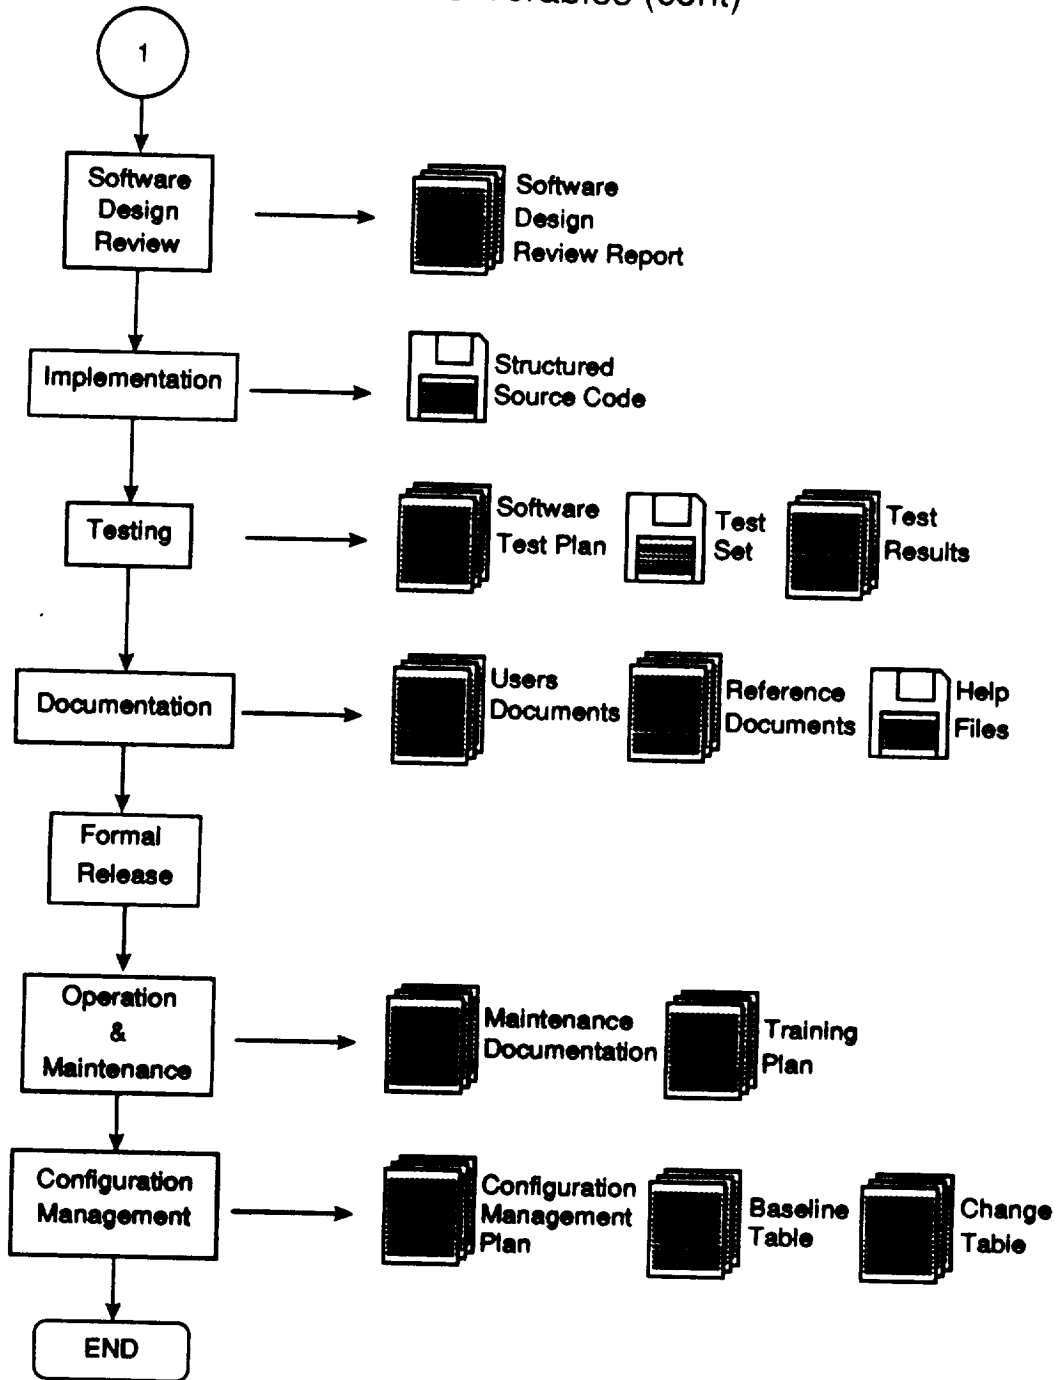 (cont)
1
Software
Design
Review
Software
Design
Review Report
Implementation
Structured
Source Code
Testing
Software
Test Plan
Test
Set
Test
Results
Documentation
Users
Documents
Reference
Documents
Help
Files
Formal
Release
Operation
&
Maintenance
Maintenance
Documentation
Training
Plan
Configuration
Management
Configuration
Management
Plan
Baseline
Table
Change
Table
END